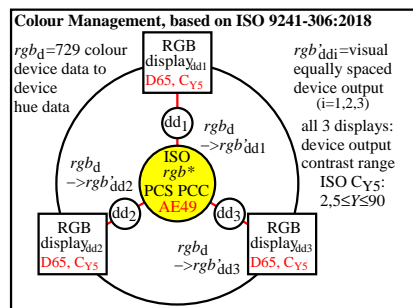 Colour Management, based on ISO 9241-306:2018
rgbd=729 colour
device data to
device
hue data
RGB
displaydd1
D65, CY5
rgb'ddi=visual
equally spaced
device output
(i=1,2,3)
dd1
rgbd
->rgb'dd1
all 3 displays:
device output
contrast range
ISO CY5:
2,5≤Y≤90
rgbd
->rgb'dd2
ISO
rgb*
PCS PCC
AE49
dd2
dd3
RGB
displaydd2
D65, CY5
rgbd
->rgb'dd3
RGB
displaydd3
D65, CY5